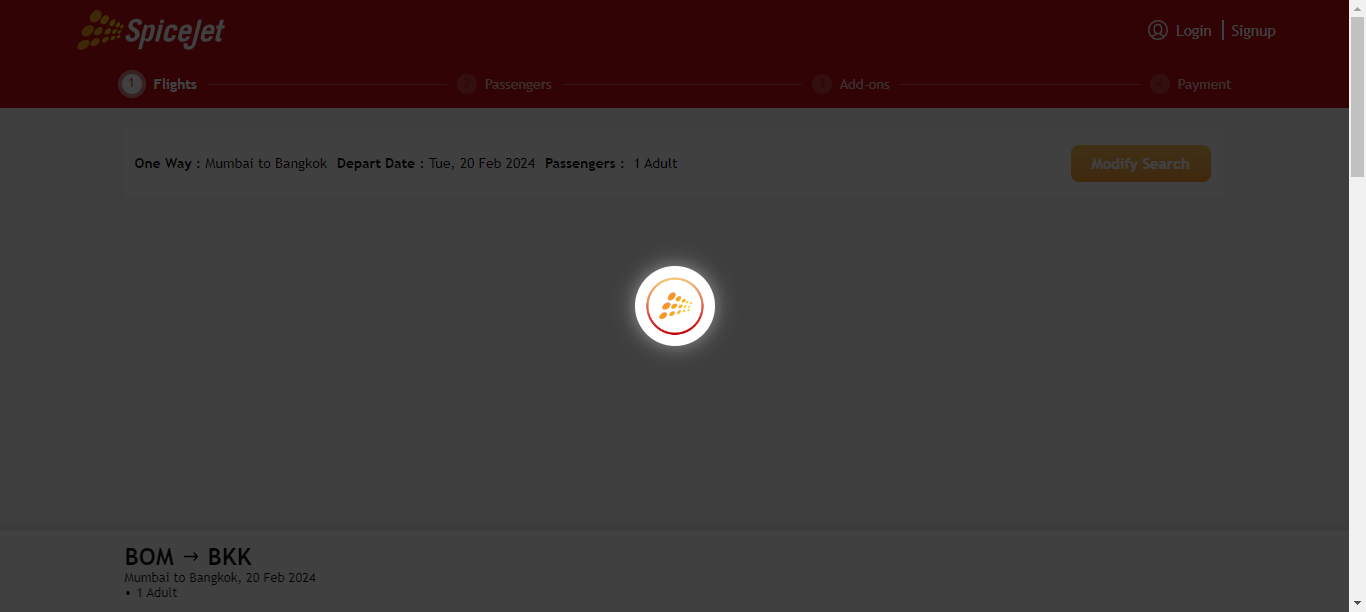 SpiceJet
Login | Signup
1 Flights 2 Passengers 3 Add-ons 4 Payment
One Way : Mumbai to Bangkok Depart Date : Tue, 20 Feb 2024 Passengers : 1 Adult
Modify Search
BOM → BKK
Mumbai to Bangkok, 20 Feb 2024
• 1 Adult